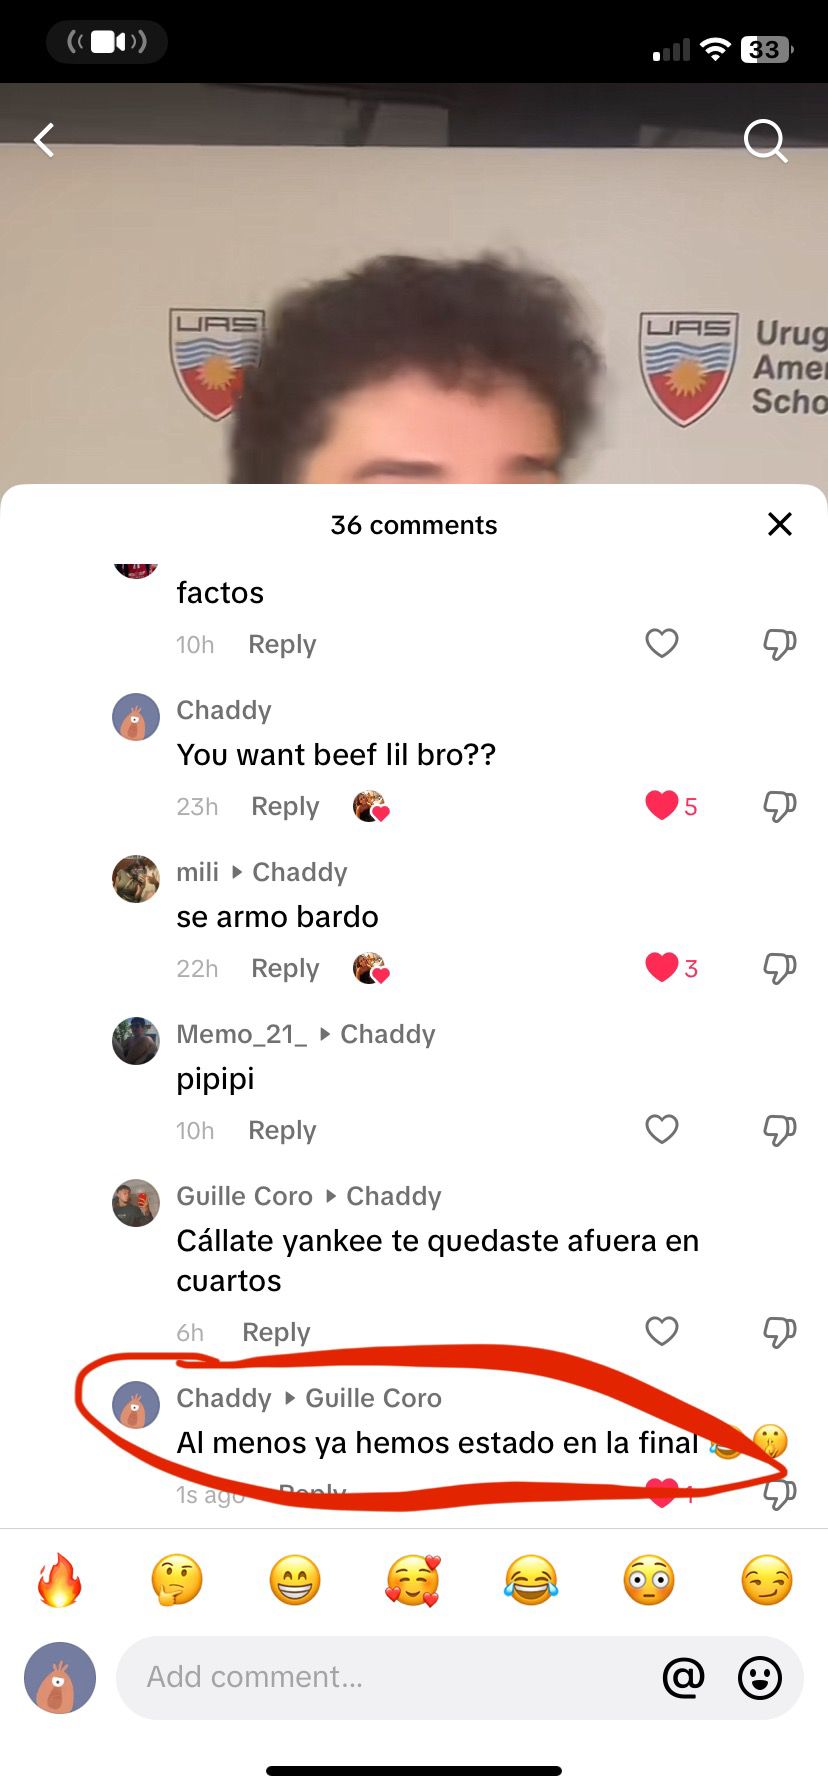 33
UAS
UAS
Urug
Amer
Scho
36 comments
factos
10h Reply
Chaddy
You want beef lil bro??
23h Reply 5
mili Chaddy
se armo bardo
22h Reply 3
Memo_21_ Chaddy
pipipi
10h Reply
Guille Coro Chaddy
Cállate yankee te quedaste afuera en
cuartos
6h Reply
Chaddy Guille Coro
Al menos ya hemos estado en la final 😂🤫
1s ago Reply 1
Add comment...